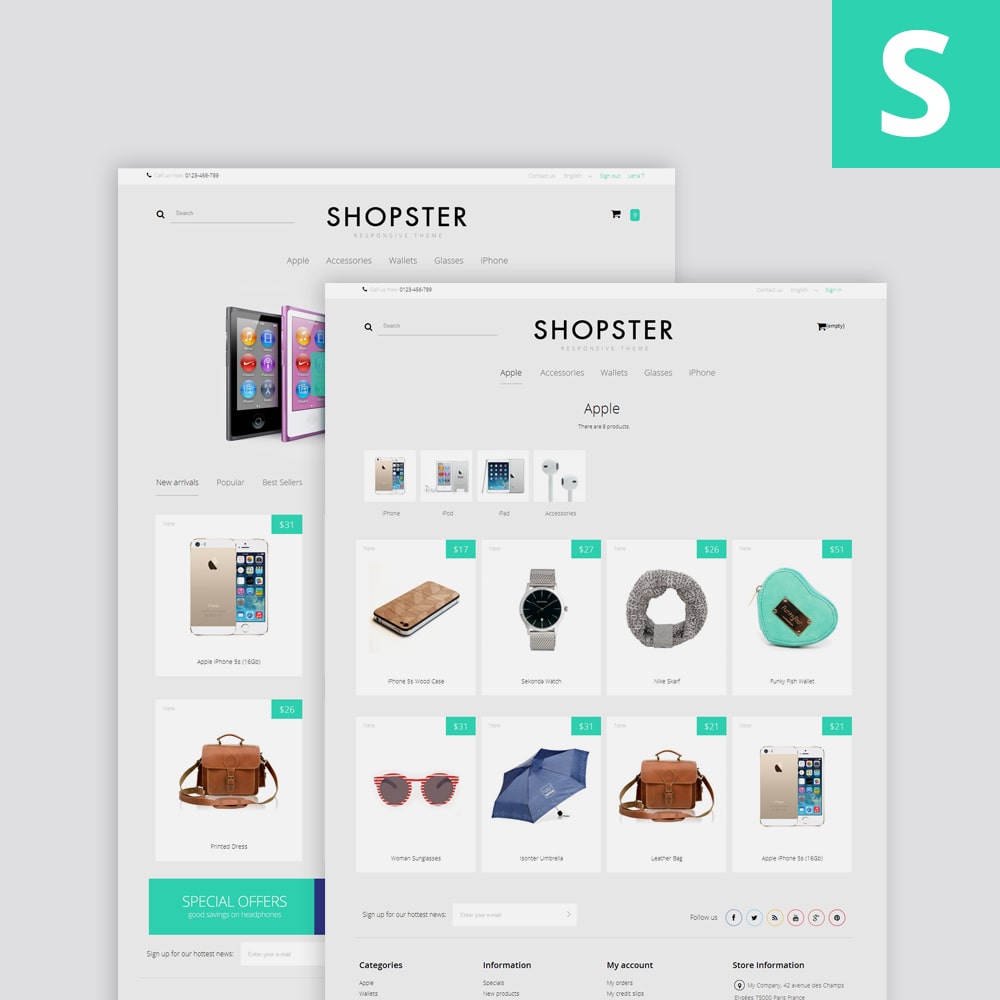 S
Call us now: 0123-456-789
Contact us English Sign out Lena T
Search
SHOPSTER
RESPONSIVE THEME
Apple Accessories Wallets Glasses iPhone
New arrivals Popular Best Sellers
New
$31
Apple iPhone 5s (16Gb)
New
$26
Printed Dress
SPECIAL OFFERS
good savings on headphones
Sign up for our hottest news:
Enter your e-mail
Call us now: 0123-456-789
Contact us English Sign in
Search
SHOPSTER
RESPONSIVE THEME
(empty)
Apple Accessories Wallets Glasses iPhone
Apple
There are 8 products.
iPhone iPod iPad Accessories
New $17 New $27 New $26 New $51
iPhone 5s Wood Case Sekonda Watch Nike Skarf Funky Fish Wallet
New $31 New $31 New $21 New $21
Woman Sunglasses Isonter Umbrella Leather Bag Apple iPhone 5s (16Gb)
Sign up for our hottest news:
Enter your e-mail
Follow us
Categories Information My account Store Information
Apple Specials My orders My Company, 42 avenue des Champs
Wallets New products My credit slips Elysées 75000 Paris France